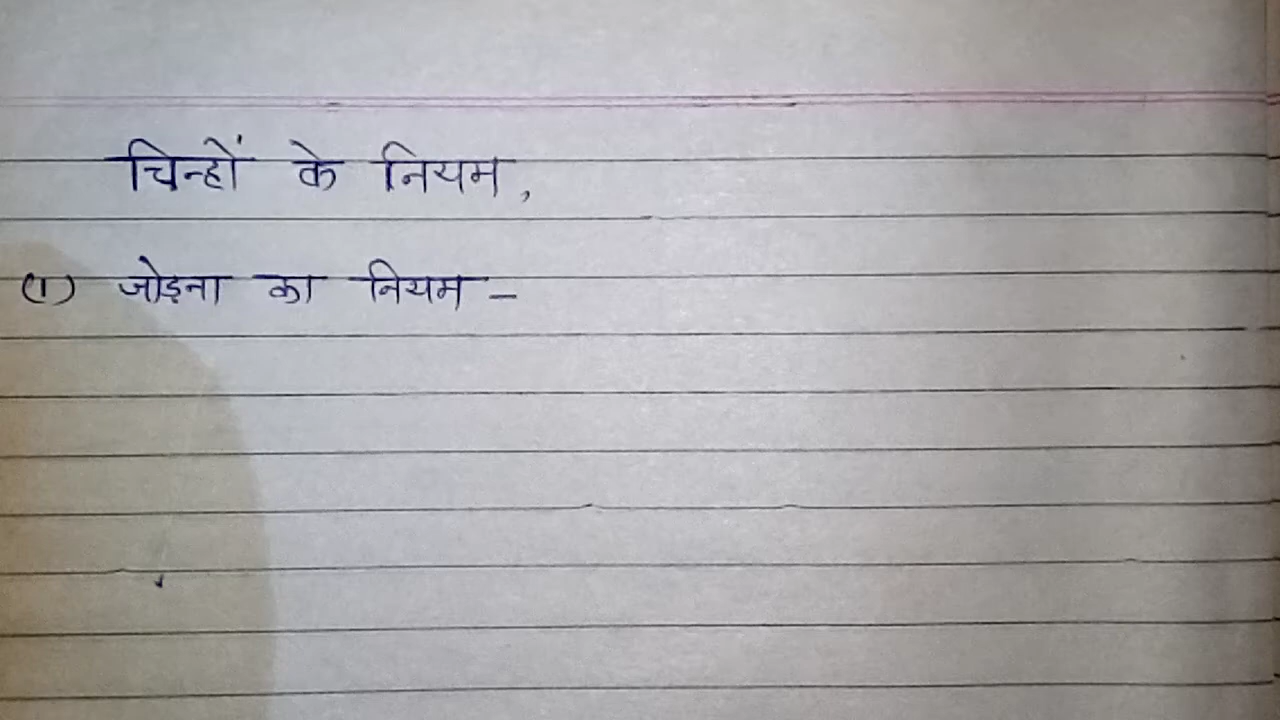 चिन्हों के नियम,
(1) जोड़ना का नियम -